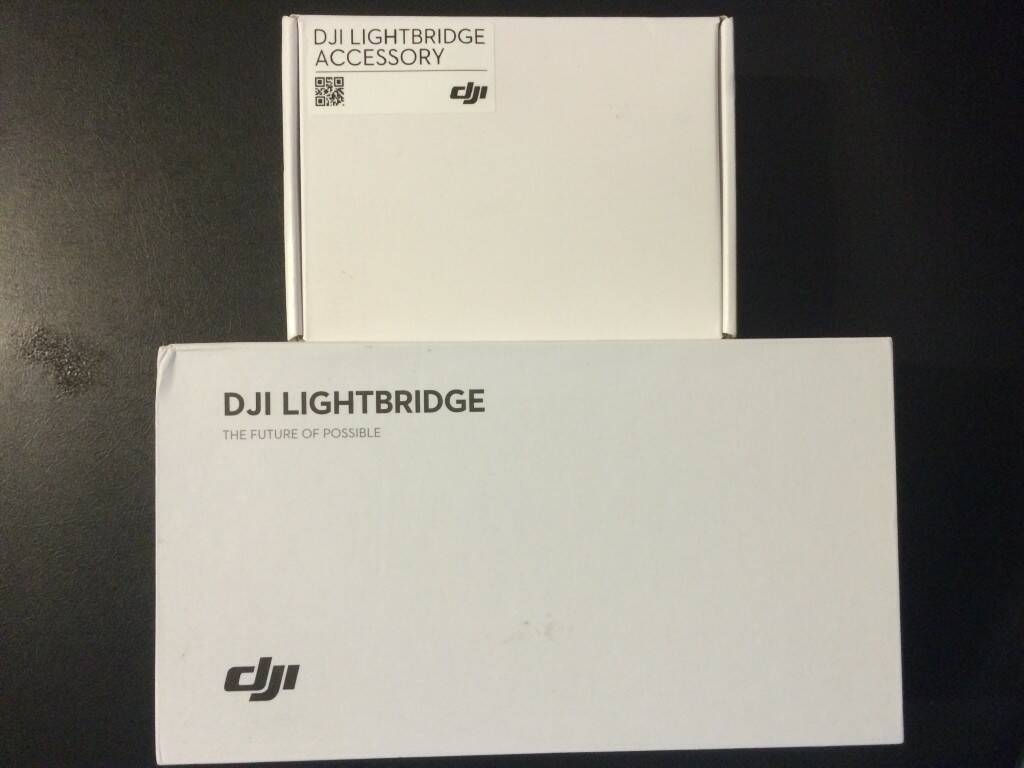 DJI LIGHTBRIDGE
ACCESSORY
dji
DJI LIGHTBRIDGE
THE FUTURE OF POSSIBLE
dji